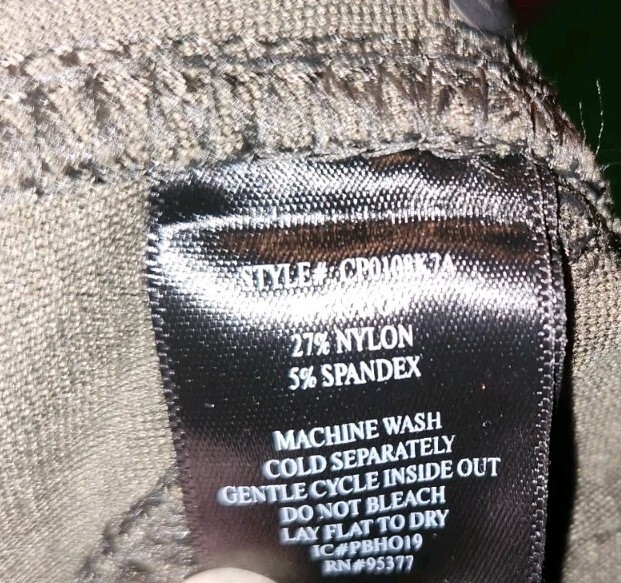 STYLE#: CP0108K7A
27% NYLON
5% SPANDEX
MACHINE WASH
COLD SEPARATELY
GENTLE CYCLE INSIDE OUT
DO NOT BLEACH
LAY FLAT TO DRY
IC#PBHO19
RN#95377